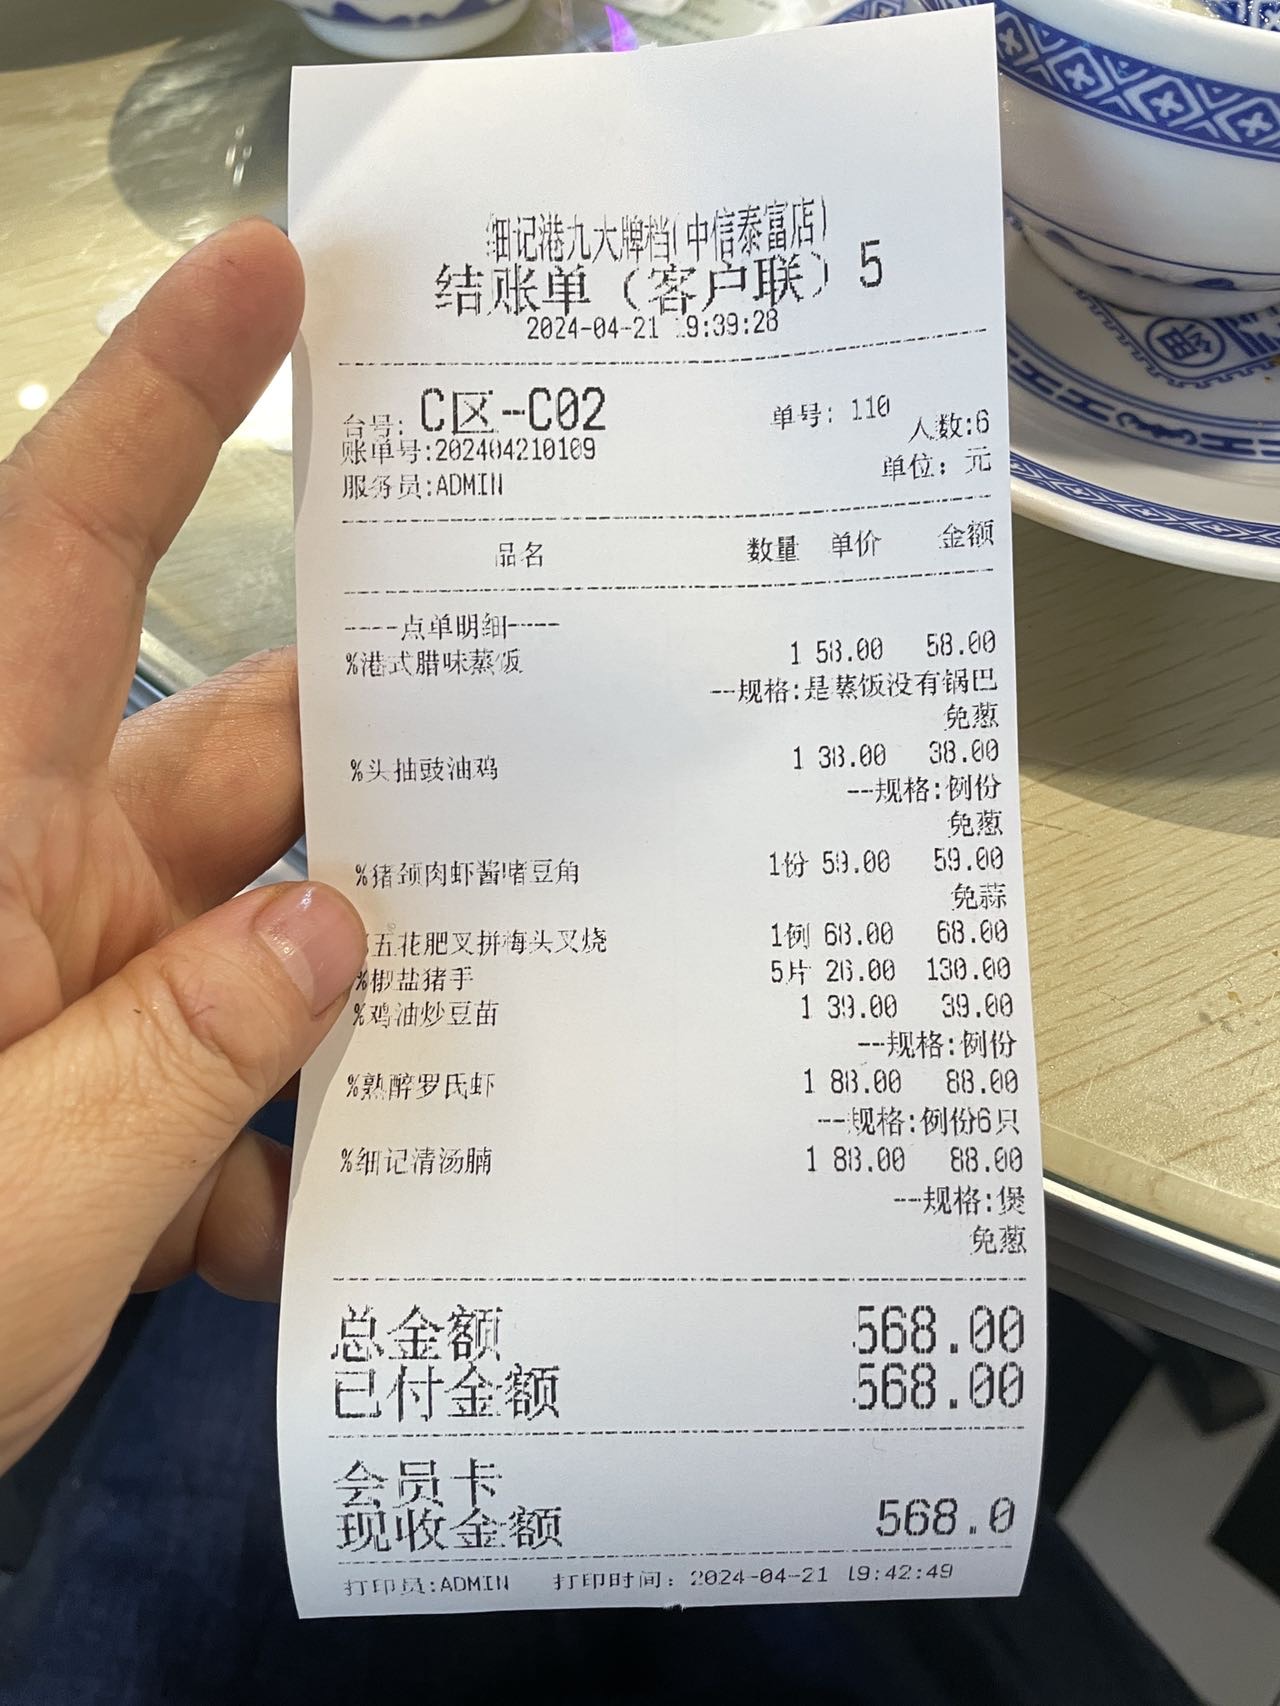 细记港九大牌档(中信泰富店)
结账单（客户联）5
2024-04-21 19:39:28
台号: C区-C02 单号: 110
账单号:202404210109 人数:6
服务员:ADMIN 单位: 元
品名 数量 单价 金额
----点单明细----
%港式腊味蒸饭 1 58.00 58.00
--规格:是蒸饭没有锅巴
免葱
%头抽豉油鸡 1 38.00 38.00
--规格:例份
免葱
%猪颈肉虾酱啫豆角 1份 59.00 59.00
免蒜
%五花肥叉拼梅头叉烧 1例 68.00 68.00
%椒盐猪手 5片 26.00 130.00
%鸡油炒豆苗 1 39.00 39.00
--规格:例份
%熟醉罗氏虾 1 88.00 88.00
--规格:例份6只
%细记清汤腩 1 88.00 88.00
--规格:煲
免葱
总金额 568.00
已付金额 568.00
会员卡
现收金额 568.0
打印员:ADMIN 打印时间: 2024-04-21 19:42:49